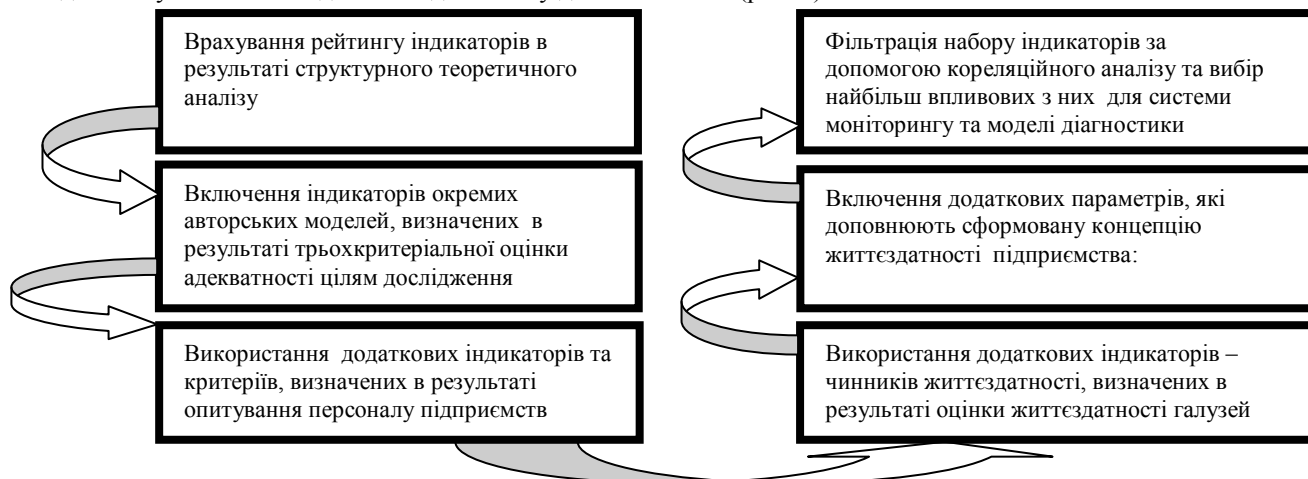 Врахування рейтингу індикаторів в
результаті структурного теоретичного
аналізу
Включення індикаторів окремих
авторських моделей, визначених в
результаті трьохкритеріальної оцінки
адекватності цілям дослідження
Використання додаткових індикаторів та
критеріїв, визначених в результаті
опитування персоналу підприємств
Фільтрація набору індикаторів за
допомогою кореляційного аналізу та вибір
найбільш впливових з них для системи
моніторингу та моделі діагностики
Включення додаткових параметрів, які
доповнюють сформовану концепцію
життєздатності підприємства:
Використання додаткових індикаторів –
чинників життєздатності, визначених в
результаті оцінки життєздатності галузей